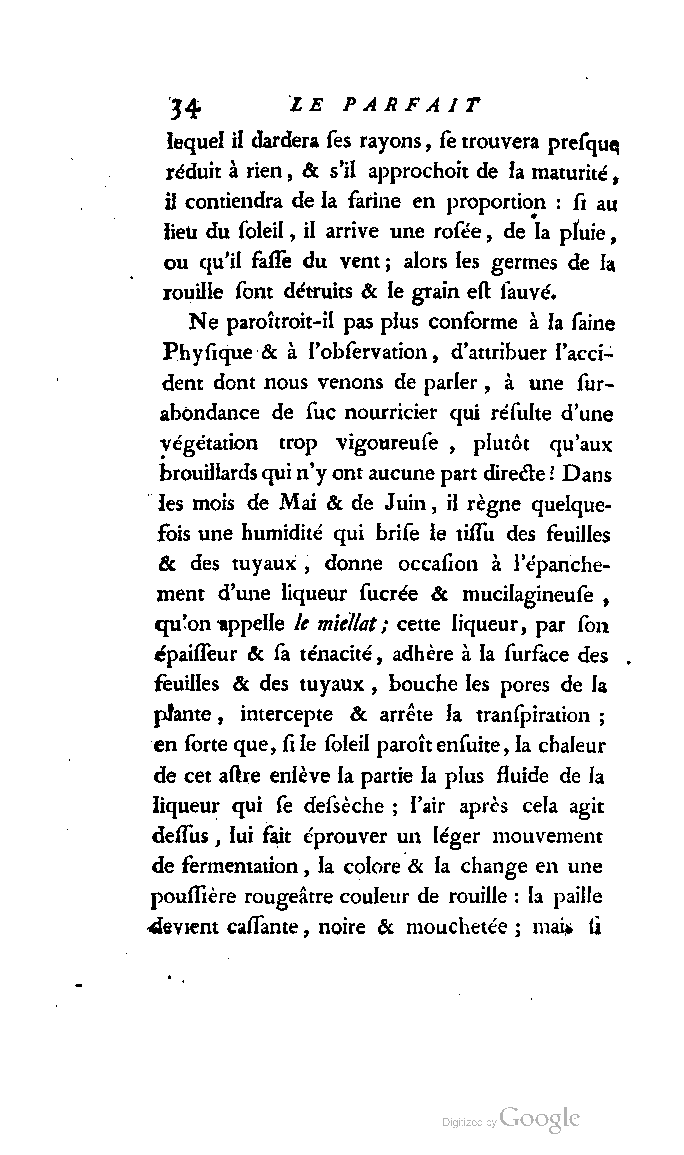 34 LE PARFAIT
lequel il dardera ſes rayons, ſe trouvera preſque
réduit à rien, & s'il approchoit de la maturité,
il contiendra de la farine en proportion : ſi au
lieu du ſoleil, il arrive une roſée, de la pluie,
ou qu'il faſſe du vent ; alors les germes de la
rouille ſont détruits & le grain eſt ſauvé.
Ne paroîtroit-il pas plus conforme à la ſaine
Phyſique & à l'obſervation, d'attribuer l'acci-
dent dont nous venons de parler, à une ſur-
abondance de ſuc nourricier qui réſulte d'une
végétation trop vigoureuſe, plutôt qu'aux
brouillards qui n'y ont aucune part directe ? Dans
les mois de Mai & de Juin, il règne quelque-
fois une humidité qui briſe le tiſſu des feuilles
& des tuyaux, donne occaſion à l'épanche-
ment d'une liqueur ſucrée & mucilagineuſe,
qu'on appelle le miellat ; cette liqueur, par ſon
épaiſſeur & ſa ténacité, adhère à la ſurface des
feuilles & des tuyaux, bouche les pores de la
plante, intercepte & arrête la tranſpiration ;
en ſorte que, ſi le ſoleil paroît enſuite, la chaleur
de cet aſtre enlève la partie la plus fluide de la
liqueur qui ſe deſsèche ; l'air après cela agit
deſſus, lui fait éprouver un léger mouvement
de fermentation, la colore & la change en une
pouſſière rougeâtre couleur de rouille : la paille
devient caſſante, noire & mouchetée ; mais ſi
Digitized by Google